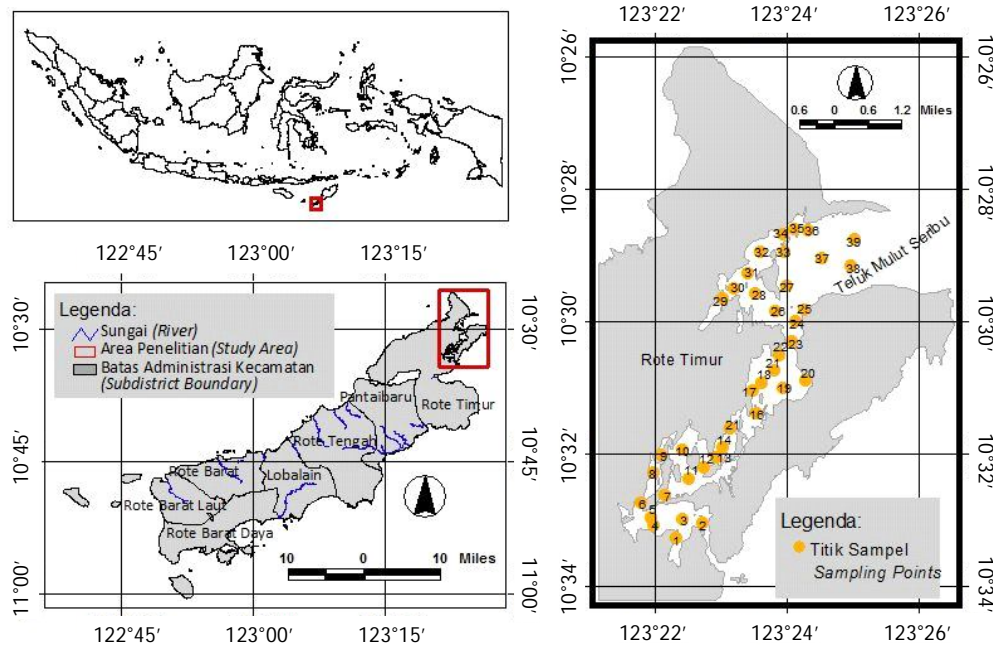 122°45′ 123°00′ 123°15′
10°30′
10°45′
11°00′
10°30′
10°45′
11°00′
Legenda:
Sungai (River)
Area Penelitian (Study Area)
Batas Administrasi Kecamatan
(Subdistrict Boundary)
Pantaibaru
Rote Timur
Rote Tengah
Rote Barat
Lobalain
Rote Barat Laut
Rote Barat Daya
10 0 10 Miles
122°45′ 123°00′ 123°15′
123°22′ 123°24′ 123°26′
10°26′
10°28′
10°30′
10°32′
10°34′
10°26′
10°28′
10°30′
10°32′
10°34′
0.6 0 0.6 1.2 Miles
34 35 36
39
32 33
37
38
Teluk Mulut Seribu
31
30
29
28
27
26
25
24
23
22
21
Rote Timur
18
17
19
20
16
21
14
10
9
12 13
8
11
7
6
5
4
3
2
1
Legenda:
Titik Sampel
Sampling Points
123°22′ 123°24′ 123°26′